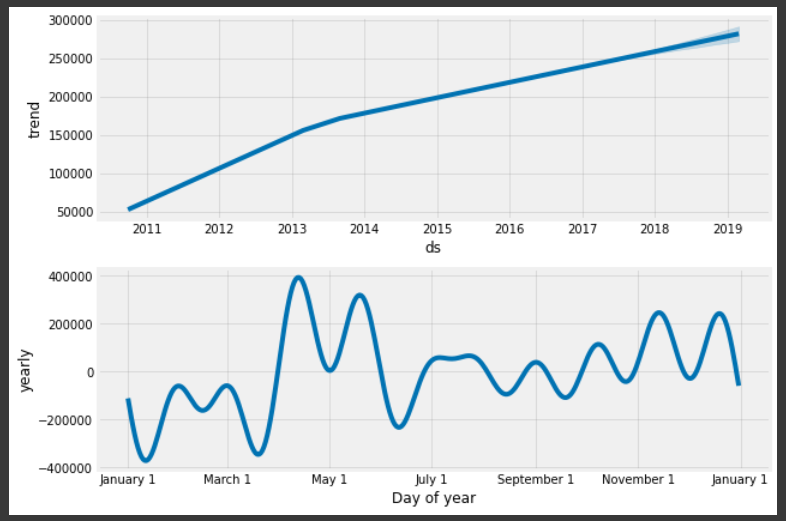 300000
250000
200000
150000
100000
50000
trend
2011 2012 2013 2014 2015 2016 2017 2018 2019
ds
400000
200000
0
−200000
−400000
yearly
January 1 March 1 May 1 July 1 September 1 November 1 January 1
Day of year